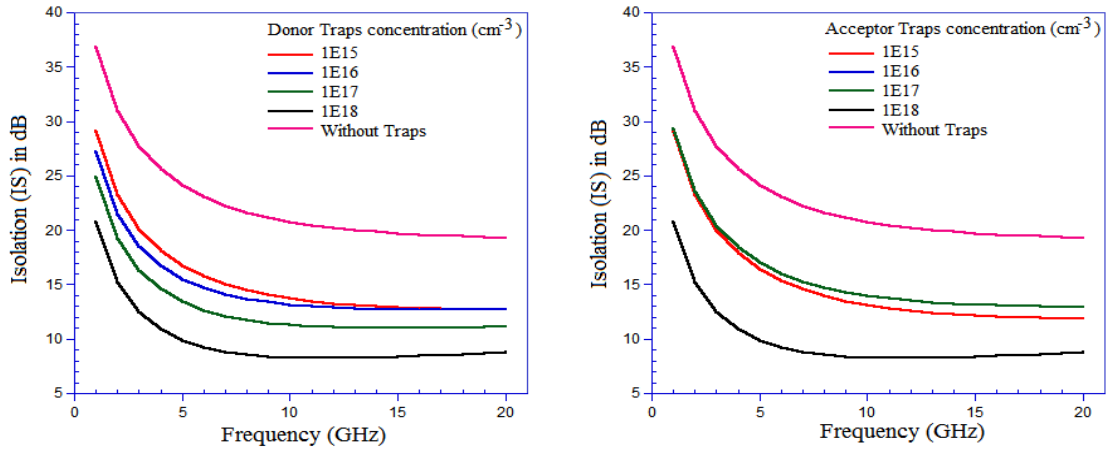 40
35
30
25
20
15
10
5
0
5
10
15
20
Isolation (IS) in dB
Frequency (GHz)
Donor Traps concentration (cm-3)
1E15
1E16
1E17
1E18
Without Traps
40
35
30
25
20
15
10
5
0
5
10
15
20
Isolation (IS) in dB
Frequency (GHz)
Acceptor Traps concentration (cm-3)
1E15
1E16
1E17
1E18
Without Traps